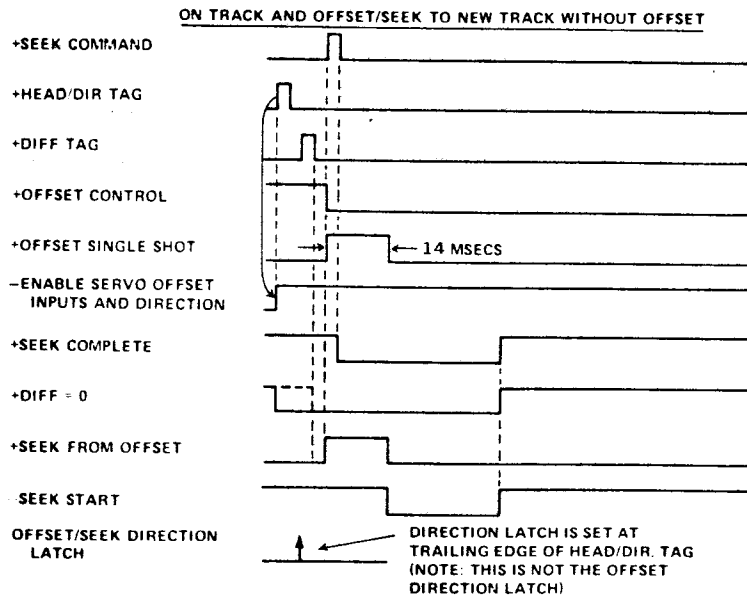 ON TRACK AND OFFSET/SEEK TO NEW TRACK WITHOUT OFFSET
+SEEK COMMAND
+HEAD/DIR TAG
+DIFF TAG
+OFFSET CONTROL
+OFFSET SINGLE SHOT
14 MSECS
-ENABLE SERVO OFFSET
INPUTS AND DIRECTION
+SEEK COMPLETE
+DIFF = 0
+SEEK FROM OFFSET
-SEEK START
OFFSET/SEEK DIRECTION
LATCH
DIRECTION LATCH IS SET AT
TRAILING EDGE OF HEAD/DIR. TAG
(NOTE: THIS IS NOT THE OFFSET
DIRECTION LATCH)